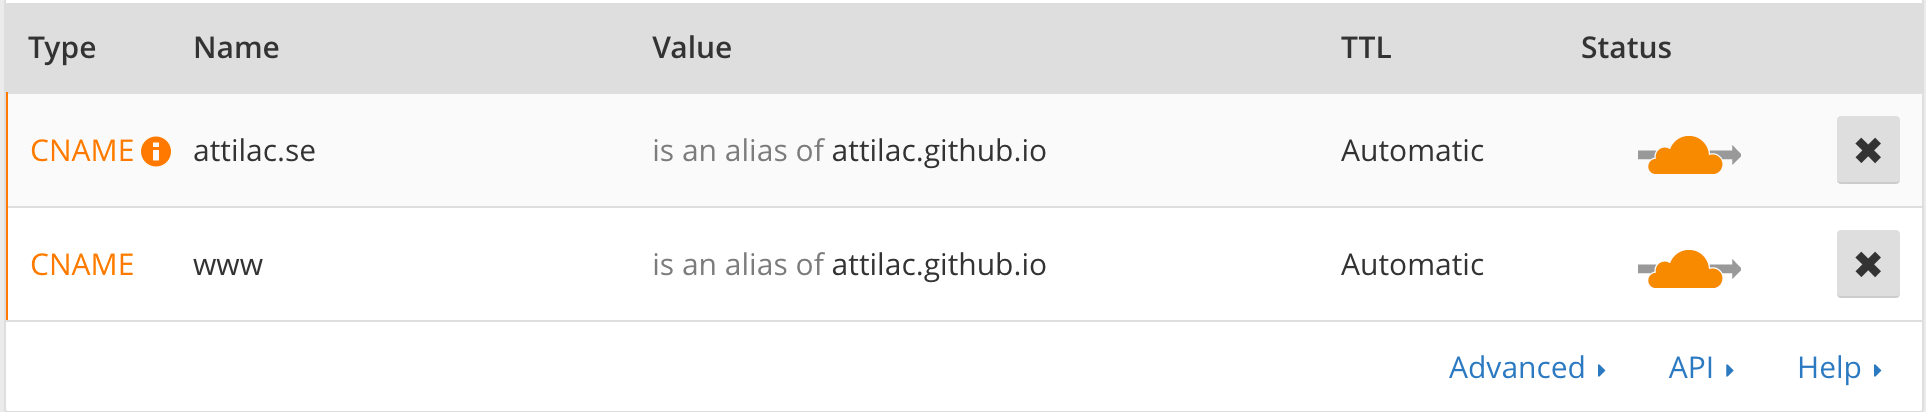 Type Name Value TTL Status
CNAME attilac.se is an alias of attilac.github.io Automatic
CNAME www is an alias of attilac.github.io Automatic
Advanced API Help